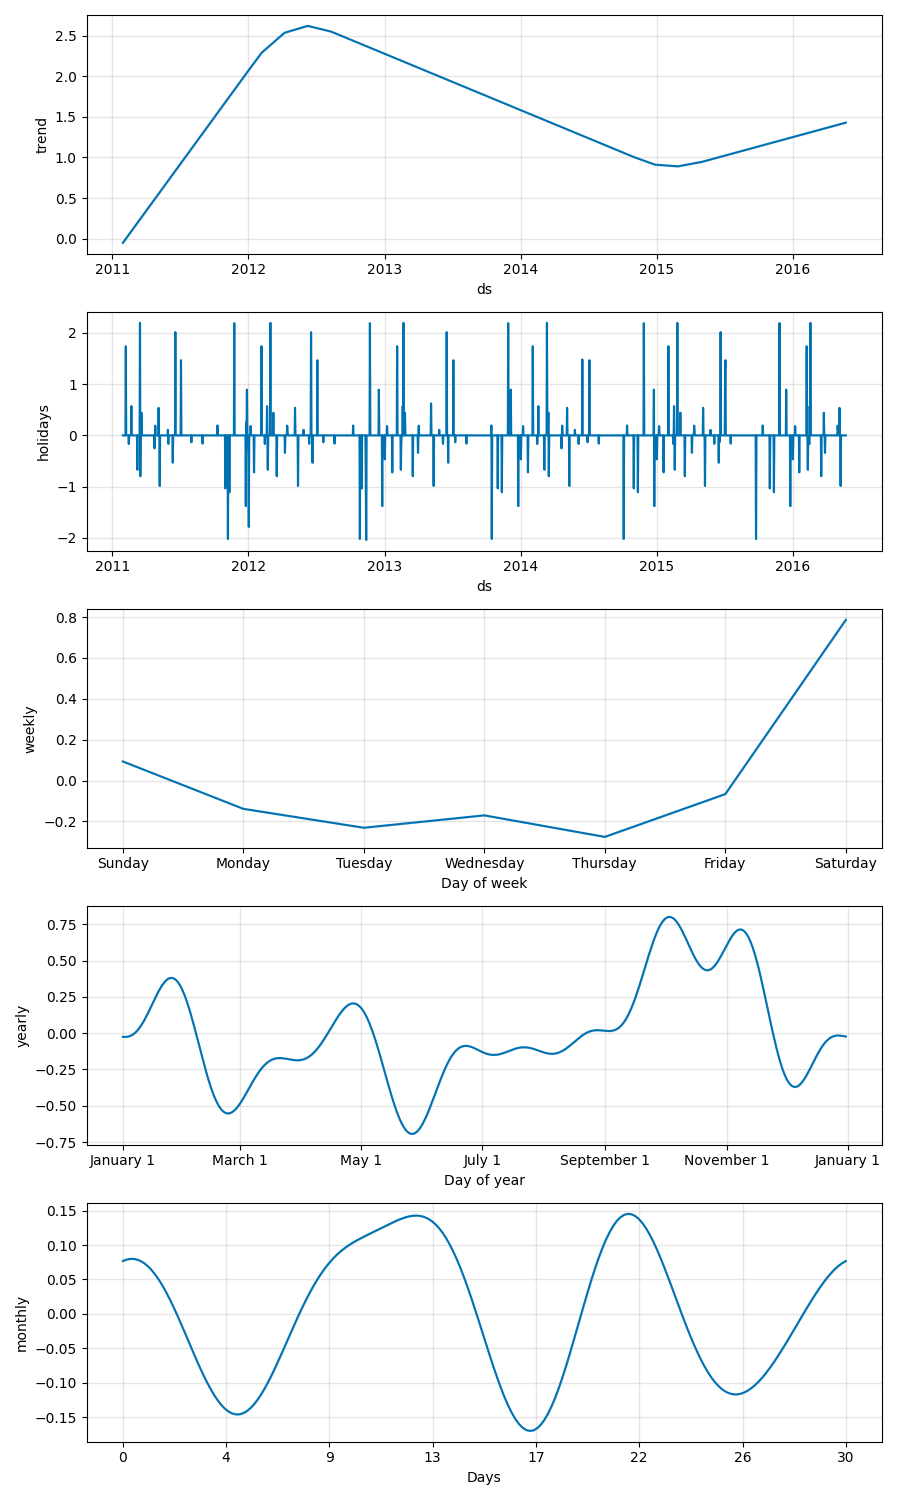 2.5
2.0
1.5
1.0
0.5
0.0
trend
2011 2012 2013 2014 2015 2016
ds
2
1
0
−1
−2
holidays
2011 2012 2013 2014 2015 2016
ds
0.8
0.6
0.4
0.2
0.0
−0.2
weekly
Sunday Monday Tuesday Wednesday Thursday Friday Saturday
Day of week
0.75
0.50
0.25
0.00
−0.25
−0.50
−0.75
yearly
January 1 March 1 May 1 July 1 September 1 November 1 January 1
Day of year
0.15
0.10
0.05
0.00
−0.05
−0.10
−0.15
monthly
0 4 9 13 17 22 26 30
Days